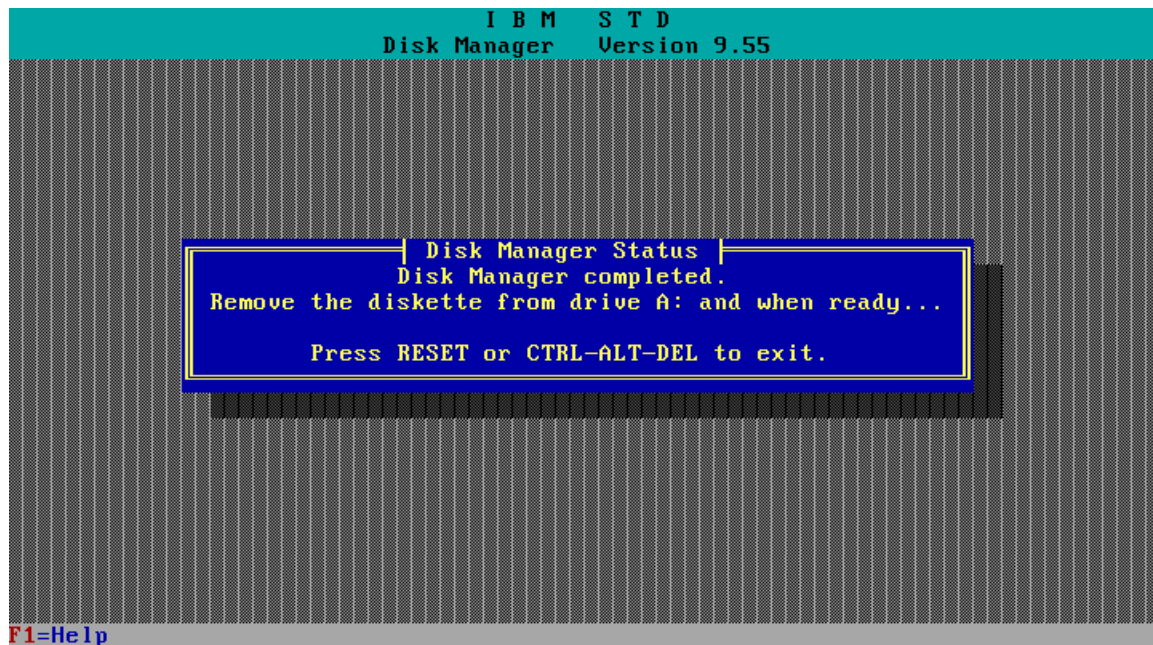 I B M S T D
Disk Manager Version 9.55
Disk Manager Status
Disk Manager completed.
Remove the diskette from drive A: and when ready...
Press RESET or CTRL-ALT-DEL to exit.
F1=Help